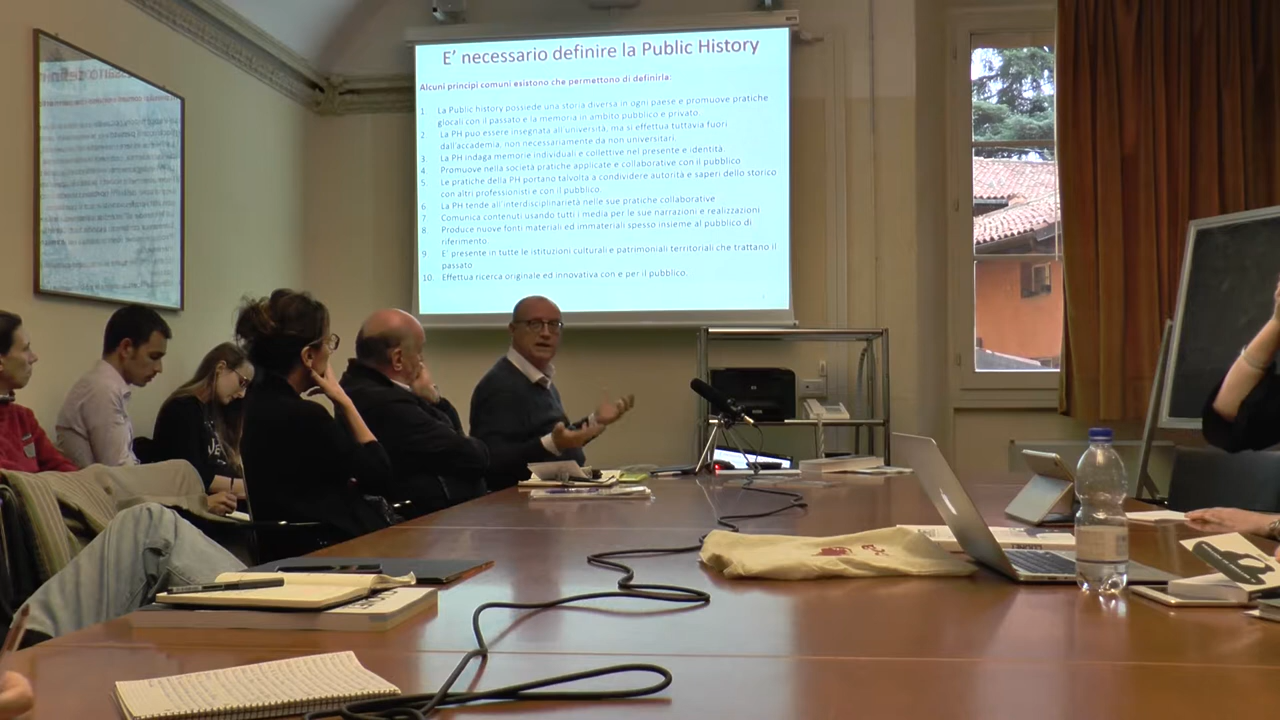 E' necessario definire la Public History
Alcuni principi comuni esistono che permettono di definirla:
1. La Public history possiede una storia diversa in ogni paese e promuove pratiche
glocali con il passato e la memoria in ambito pubblico e privato.
2. La PH può essere insegnata all università, ma si effettua tuttavia fuori
dall'accademia, non necessariamente da non universitari.
3. La PH indaga memorie individuali e collettive nel presente e identità.
4. Promuove nella società pratiche applicate e collaborative con il pubblico
5. Le pratiche della PH portano talvolta a condividere autorità e saperi dello storico
con altri professionisti e con il pubblico.
6. La PH tende all interdisciplinarietà nelle sue pratiche collaborative
7. Comunica contenuti usando tutti i media per le sue narrazioni e realizzazioni
8. Produce nuove fonti materiali ed immateriali spesso insieme al pubblico di
riferimento.
9. E' presente in tutte le istituzioni culturali e patrimoniali territoriali che trattano il
passato
10. Effettua ricerca originale ed innovativa con e per il pubblico.